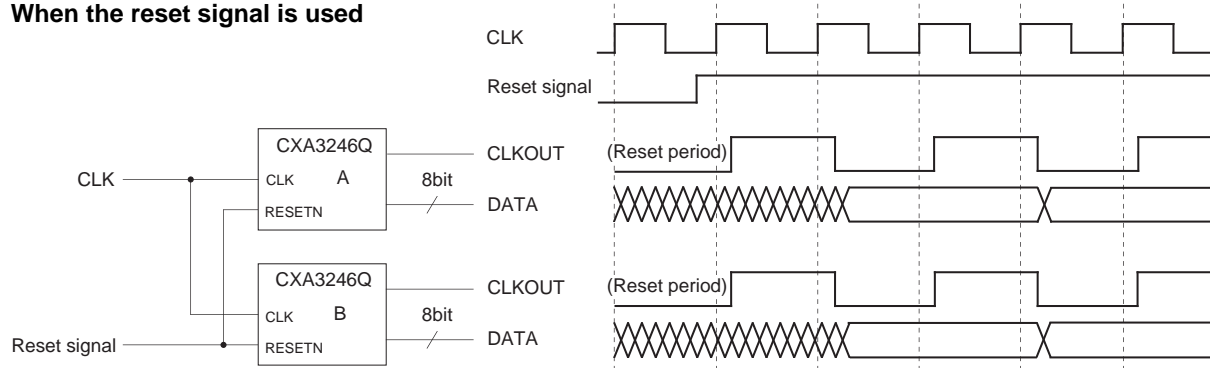 When the reset signal is used
CLK
Reset signal
CXA3246Q
CLKOUT
(Reset period)
CLK
CLK
A
8bit
RESETN
DATA
CXA3246Q
CLKOUT
(Reset period)
CLK
B
8bit
Reset signal
RESETN
DATA